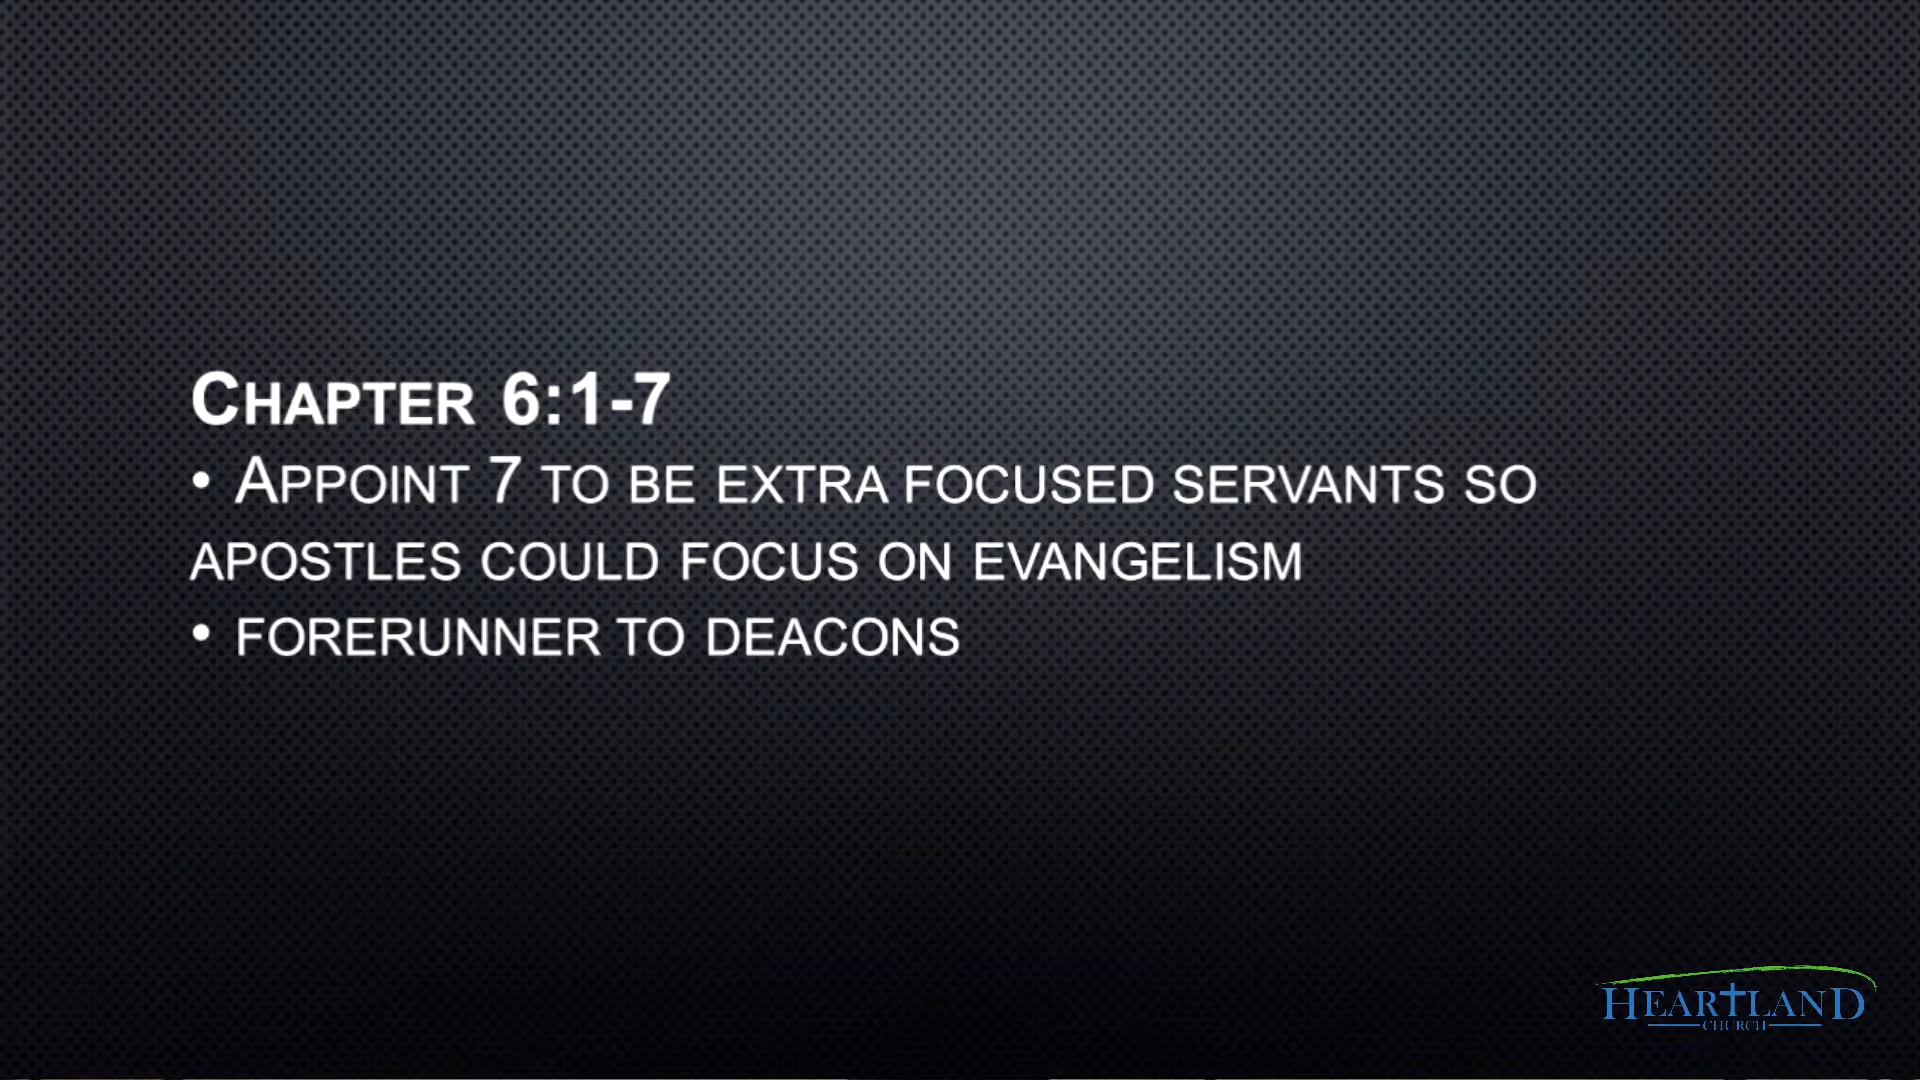 Chapter 6:1-7
• Appoint 7 to be extra focused servants so
apostles could focus on evangelism
• forerunner to deacons
Heartland
Church